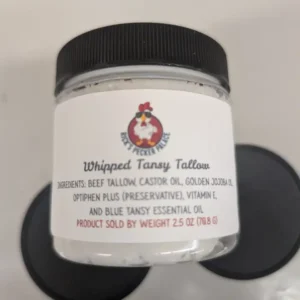 RICK'S PECKER PALACE
Whipped Tansy Tallow
INGREDIENTS: BEEF TALLOW, CASTOR OIL, GOLDEN JOJOBA OIL,
OPTIPHEN PLUS (PRESERVATIVE), VITAMIN E,
AND BLUE TANSY ESSENTIAL OIL
PRODUCT SOLD BY WEIGHT 2.5 OZ (78.8 G)